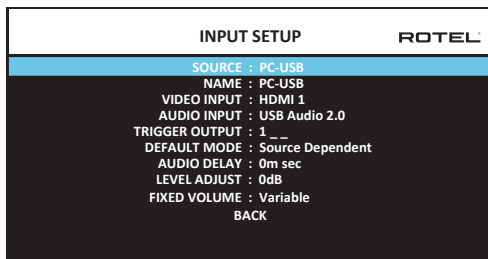 INPUT SETUP
ROTEL
SOURCE : PC-USB
NAME : PC-USB
VIDEO INPUT : HDMI 1
AUDIO INPUT : USB Audio 2.0
TRIGGER OUTPUT : 1 _ _
DEFAULT MODE : Source Dependent
AUDIO DELAY : 0m sec
LEVEL ADJUST : 0dB
FIXED VOLUME : Variable
BACK